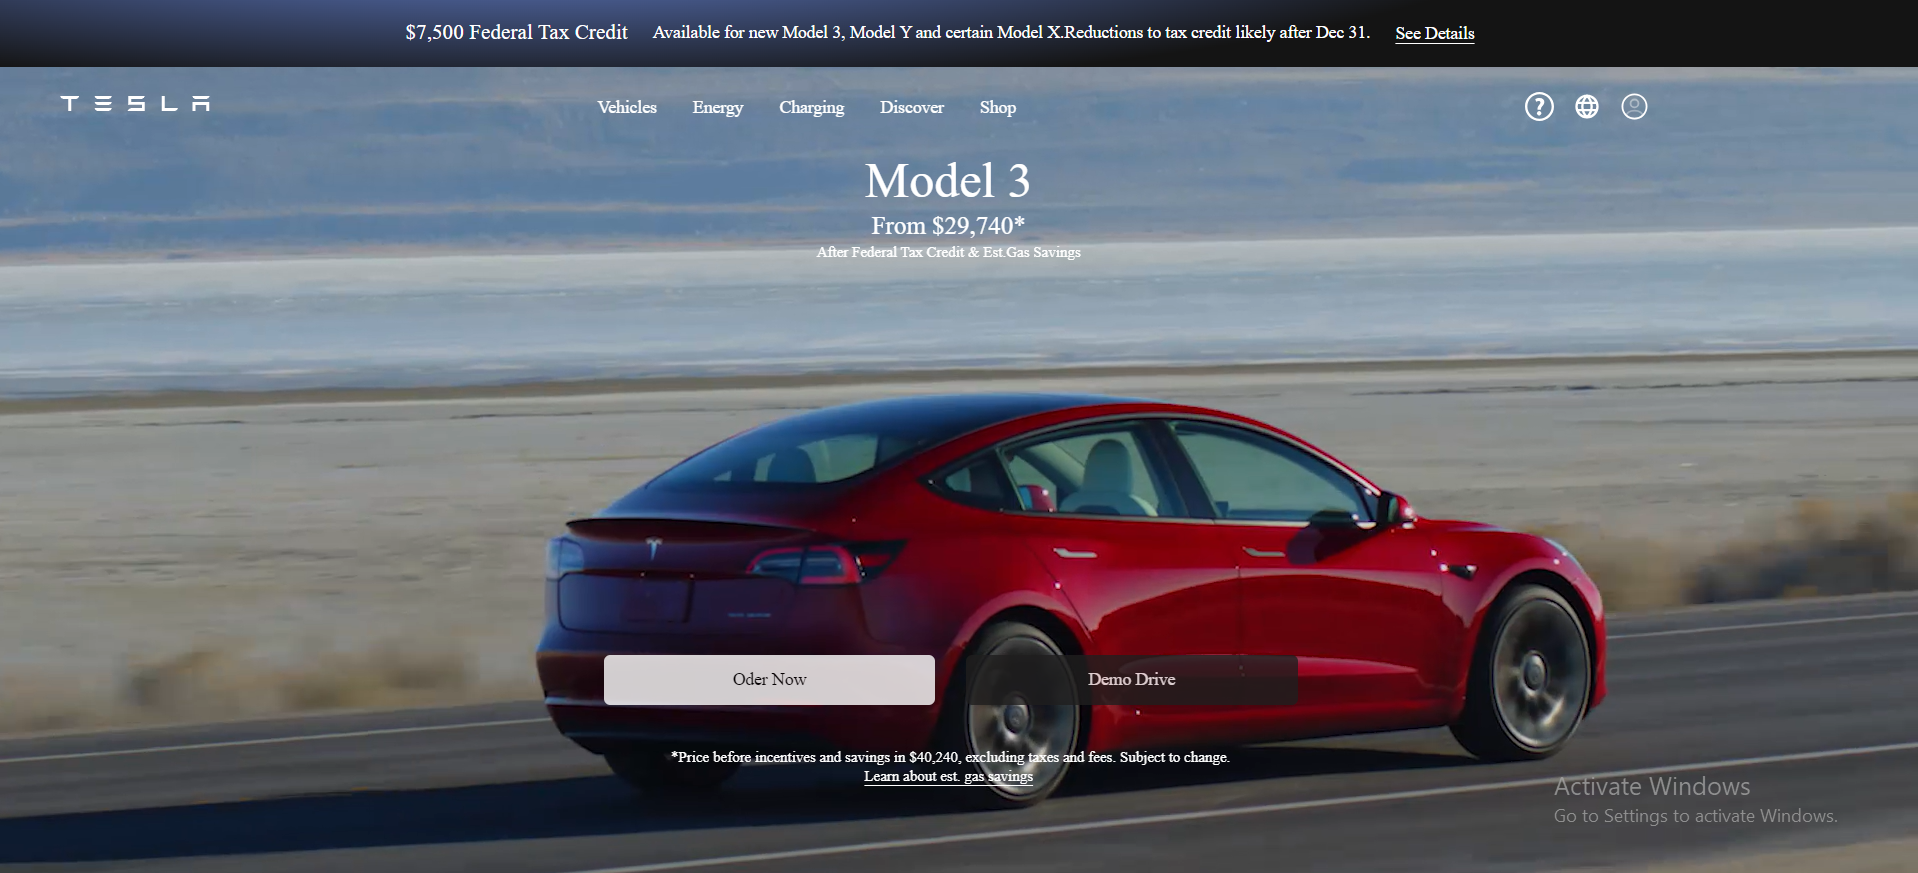 $7,500 Federal Tax Credit Available for new Model 3, Model Y and certain Model X.Reductions to tax credit likely after Dec 31. See Details
TESLA Vehicles Energy Charging Discover Shop ?
Model 3
From $29,740*
After Federal Tax Credit & Est.Gas Savings
Oder Now Demo Drive
*Price before incentives and savings in $40,240, excluding taxes and fees. Subject to change.
Learn about est. gas savings
Activate Windows
Go to Settings to activate Windows.